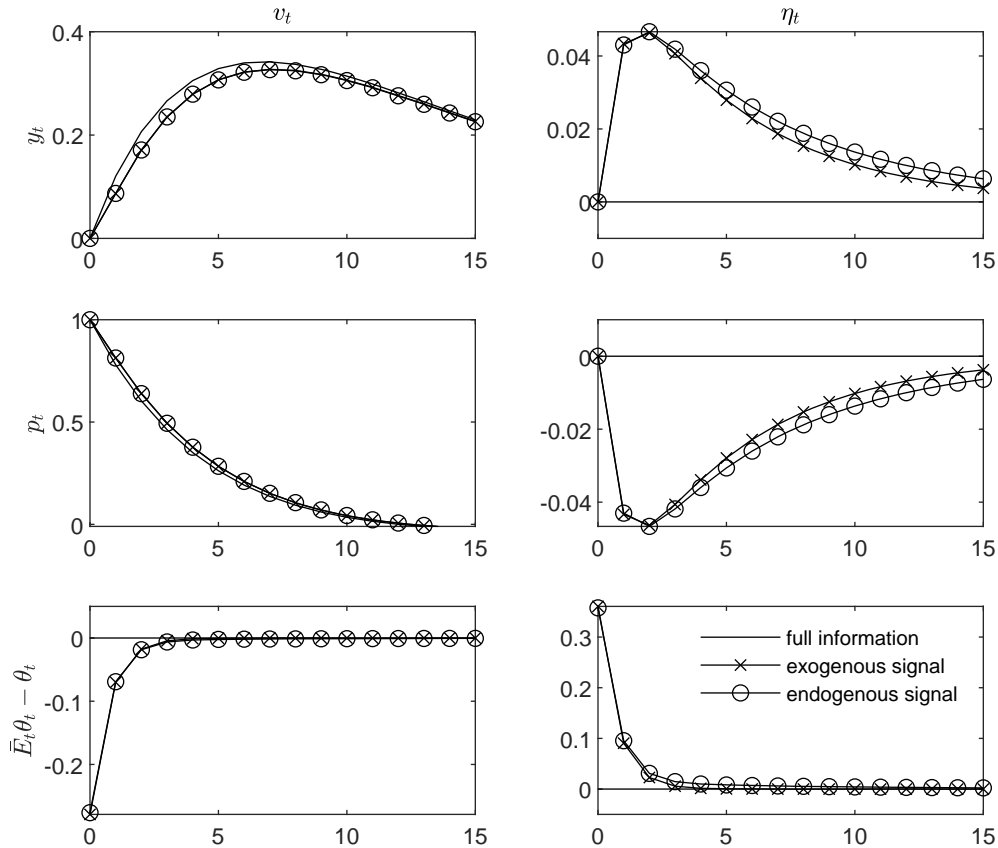 v_t
η_t
y_t
0.4
0.2
0
0 5 10 15
0.04
0.02
0
0 5 10 15
p_t
1
0.5
0
0 5 10 15
0
-0.02
-0.04
0 5 10 15
Ē_tθ_t − θ_t
0
-0.1
-0.2
0 5 10 15
0.3
0.2
0.1
0
0 5 10 15
full information
exogenous signal
endogenous signal